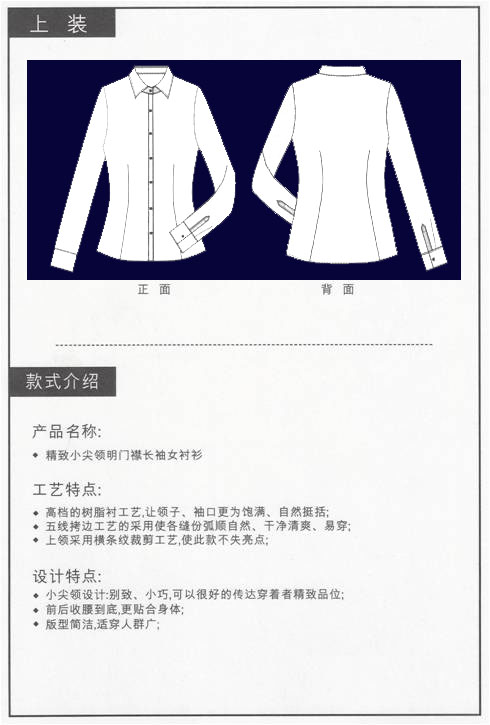 上 装
正 面
背 面
款式介绍
产品名称:
◆ 精致小尖领明门襟长袖女衬衫
工艺特点:
◆ 高档的树脂衬工艺,让领子、袖口更为饱满、自然挺括;
◆ 五线拷边工艺的采用使各缝份弧顺自然、干净清爽、易穿;
◆ 上领采用横条纹裁剪工艺,使此款不失亮点;
设计特点:
◆ 小尖领设计:别致、小巧,可以很好的传达穿着者精致品位;
◆ 前后收腰到底,更贴合身体;
◆ 版型简洁,适穿人群广;